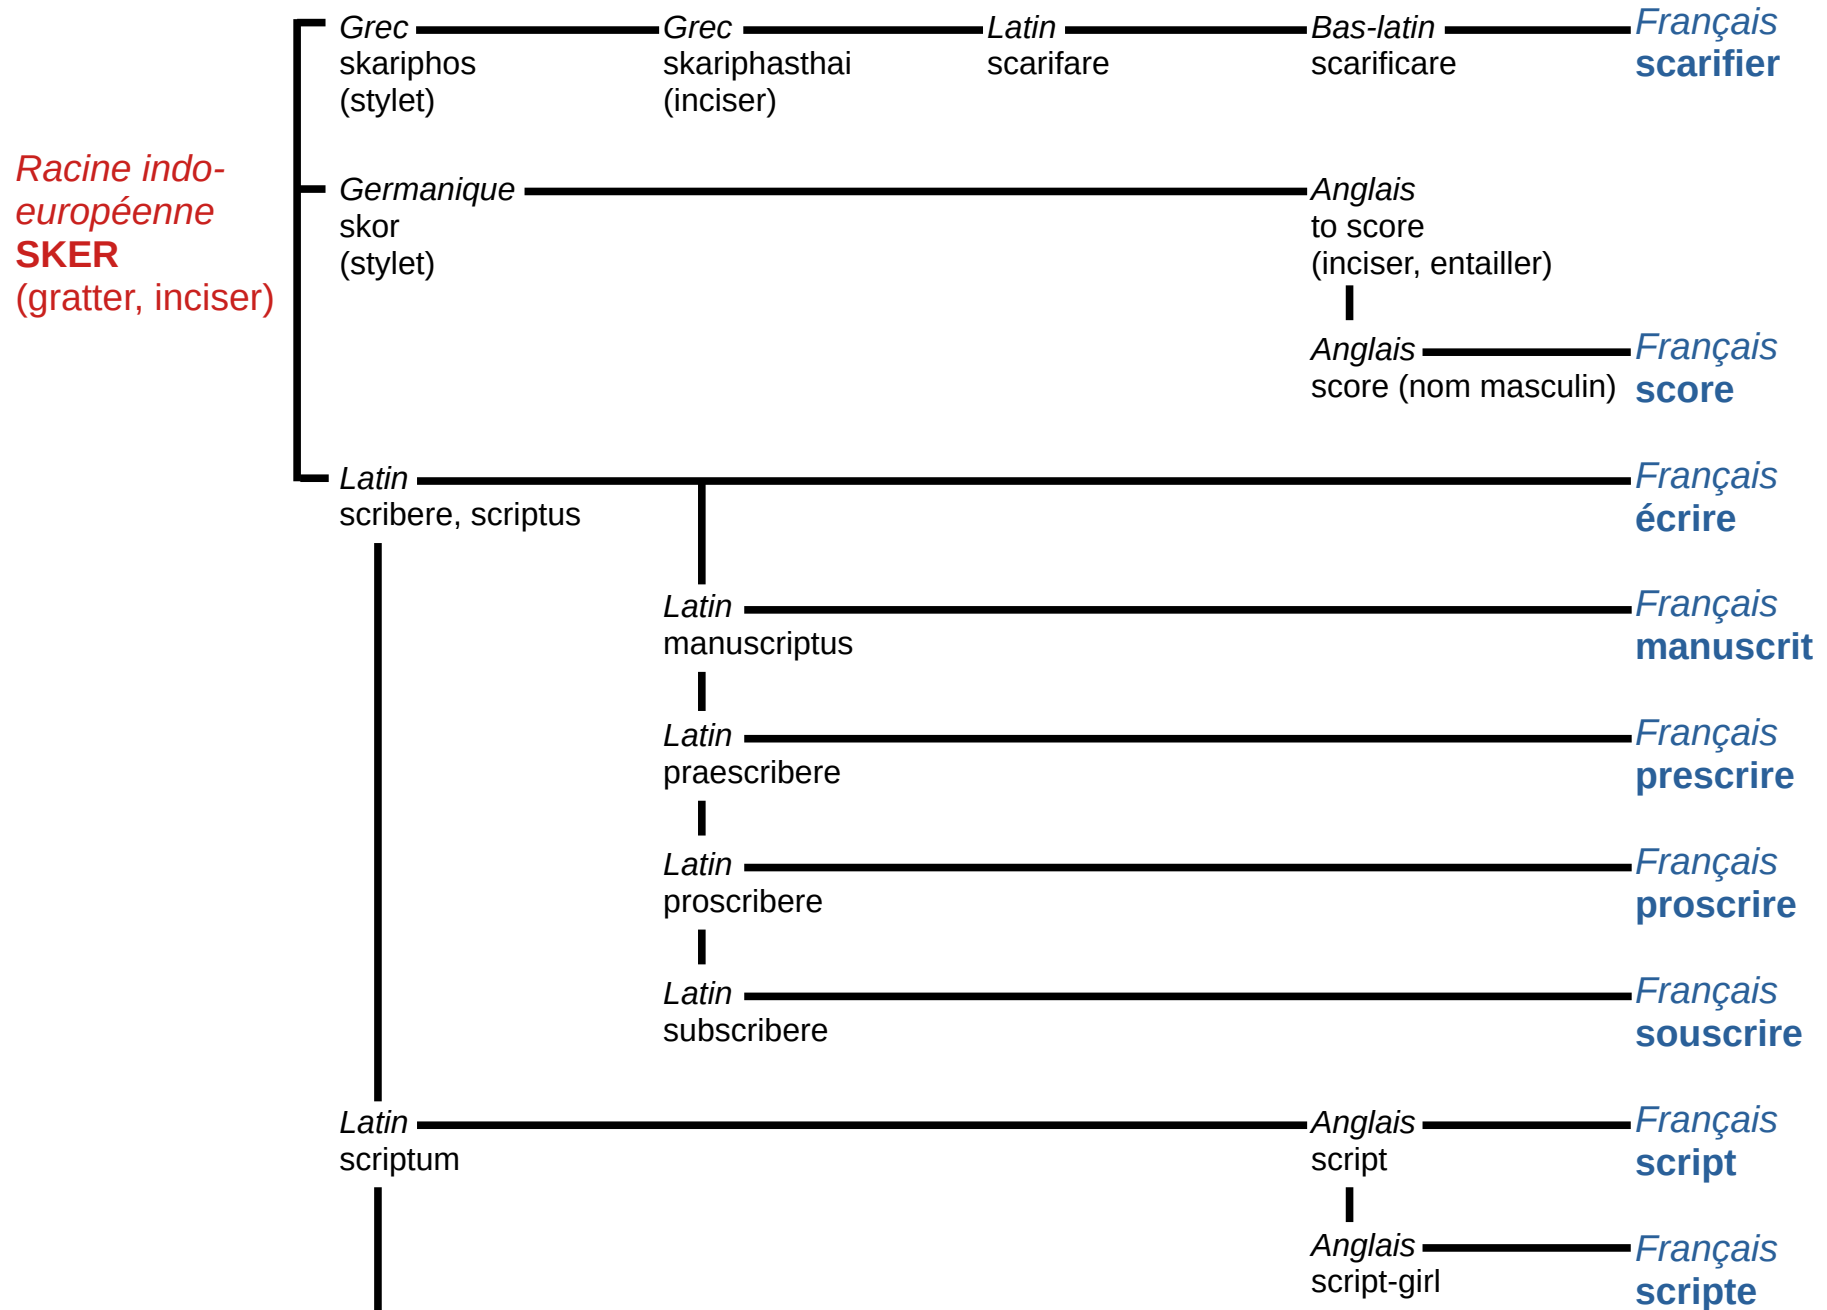 Racine indo-
européenne
SKER
(gratter, inciser)
Grec
skariphos
(stylet)
Grec
skariphasthai
(inciser)
Latin
scarifare
Bas-latin
scarificare
Français
scarifier
Germanique
skor
(stylet)
Anglais
to score
(inciser, entailler)
Anglais
score (nom masculin)
Français
score
Latin
scribere, scriptus
Français
écrire
Latin
manuscriptus
Français
manuscrit
Latin
praescribere
Français
prescrire
Latin
proscribere
Français
proscrire
Latin
subscribere
Français
souscrire
Latin
scriptum
Anglais
script
Français
script
Anglais
script-girl
Français
scripte